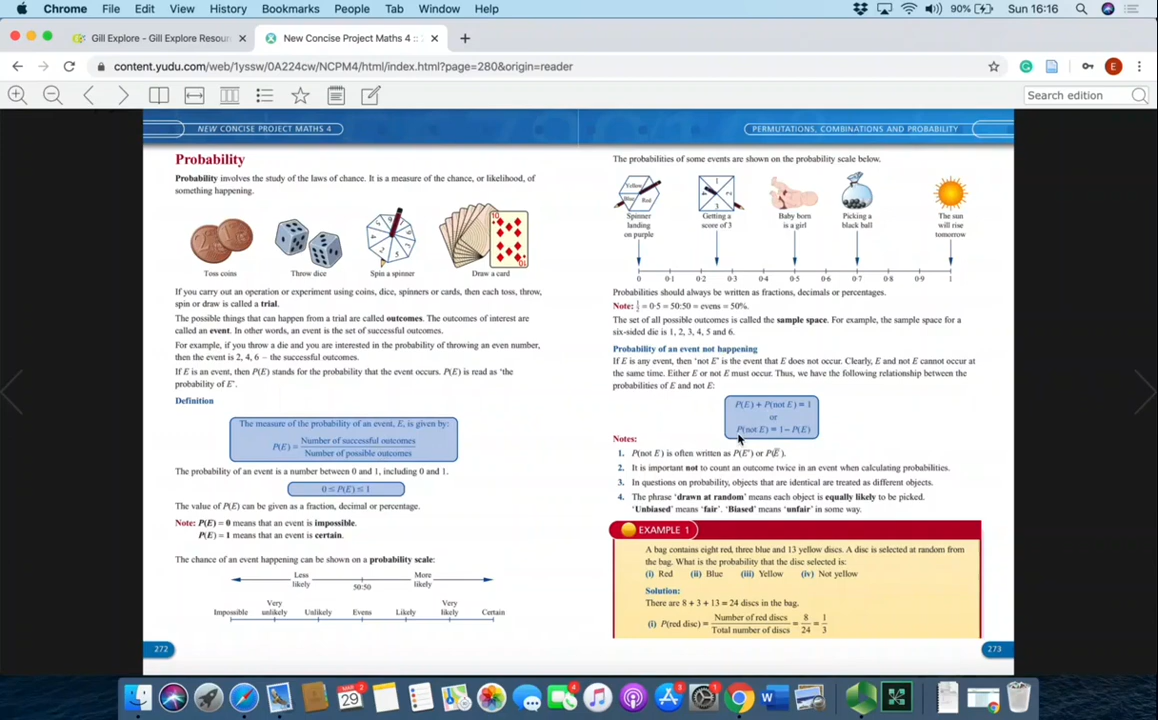 Chrome File Edit View History Bookmarks People Tab Window Help 90% Sun 16:16
Gill Explore - Gill Explore Resour
New Concise Project Maths 4 ::
content.yudu.com/web/1yssw/0A224cw/NCPM4/html/index.html?page=280&origin=reader
E
Search edition
NEW CONCISE PROJECT MATHS 4
Probability
Probability involves the study of the laws of chance. It is a measure of the chance, or likelihood, of
something happening.
Toss coins Throw dice Spin a spinner Draw a card
If you carry out an operation or experiment using coins, dice, spinners or cards, then each toss, throw,
spin or draw is called a trial.
The possible things that can happen from a trial are called outcomes. The outcomes of interest are
called an event. In other words, an event is the set of successful outcomes.
For example, if you throw a die and you are interested in the probability of throwing an even number,
then the event is 2, 4, 6 – the successful outcomes.
If E is an event, then P(E) stands for the probability that the event occurs. P(E) is read as 'the
probability of E'.
Definition
The measure of the probability of an event, E, is given by:
P(E) = Number of successful outcomes
Number of possible outcomes
The probability of an event is a number between 0 and 1, including 0 and 1.
0 ≤ P(E) ≤ 1
The value of P(E) can be given as a fraction, decimal or percentage.
Note: P(E) = 0 means that an event is impossible.
P(E) = 1 means that an event is certain.
The chance of an event happening can be shown on a probability scale:
Less likely 50:50 More likely
Impossible Very unlikely Unlikely Evens Likely Very likely Certain
272
PERMUTATIONS, COMBINATIONS AND PROBABILITY
The probabilities of some events are shown on the probability scale below.
Yellow Blue Red
1 3
Spinner landing on purple
Getting a score of 3
Baby born is a girl
Picking a black ball
The sun will rise tomorrow
0 0·1 0·2 0·3 0·4 0·5 0·6 0·7 0·8 0·9 1
Probabilities should always be written as fractions, decimals or percentages.
Note: ½ = 0·5 = 50:50 = evens = 50%.
The set of all possible outcomes is called the sample space. For example, the sample space for a
six-sided die is 1, 2, 3, 4, 5 and 6.
Probability of an event not happening
If E is any event, then 'not E' is the event that E does not occur. Clearly, E and not E cannot occur at
the same time. Either E or not E must occur. Thus, we have the following relationship between the
probabilities of E and not E:
P(E) + P(not E) = 1
or
P(not E) = 1 – P(E)
Notes:
1. P(not E) is often written as P(E') or P(E̅).
2. It is important not to count an outcome twice in an event when calculating probabilities.
3. In questions on probability, objects that are identical are treated as different objects.
4. The phrase 'drawn at random' means each object is equally likely to be picked.
'Unbiased' means 'fair'. 'Biased' means 'unfair' in some way.
EXAMPLE 1
A bag contains eight red, three blue and 13 yellow discs. A disc is selected at random from
the bag. What is the probability that the disc selected is:
(i) Red (ii) Blue (iii) Yellow (iv) Not yellow
Solution:
There are 8 + 3 + 13 = 24 discs in the bag.
(i) P(red disc) = Number of red discs / Total number of discs = 8/24 = 1/3
273